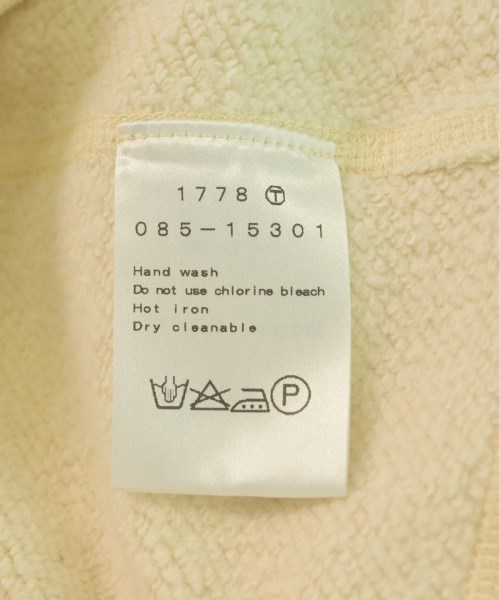 1778 Ⓣ
085-15301
Hand wash
Do not use chlorine bleach
Hot iron
Dry cleanable
P